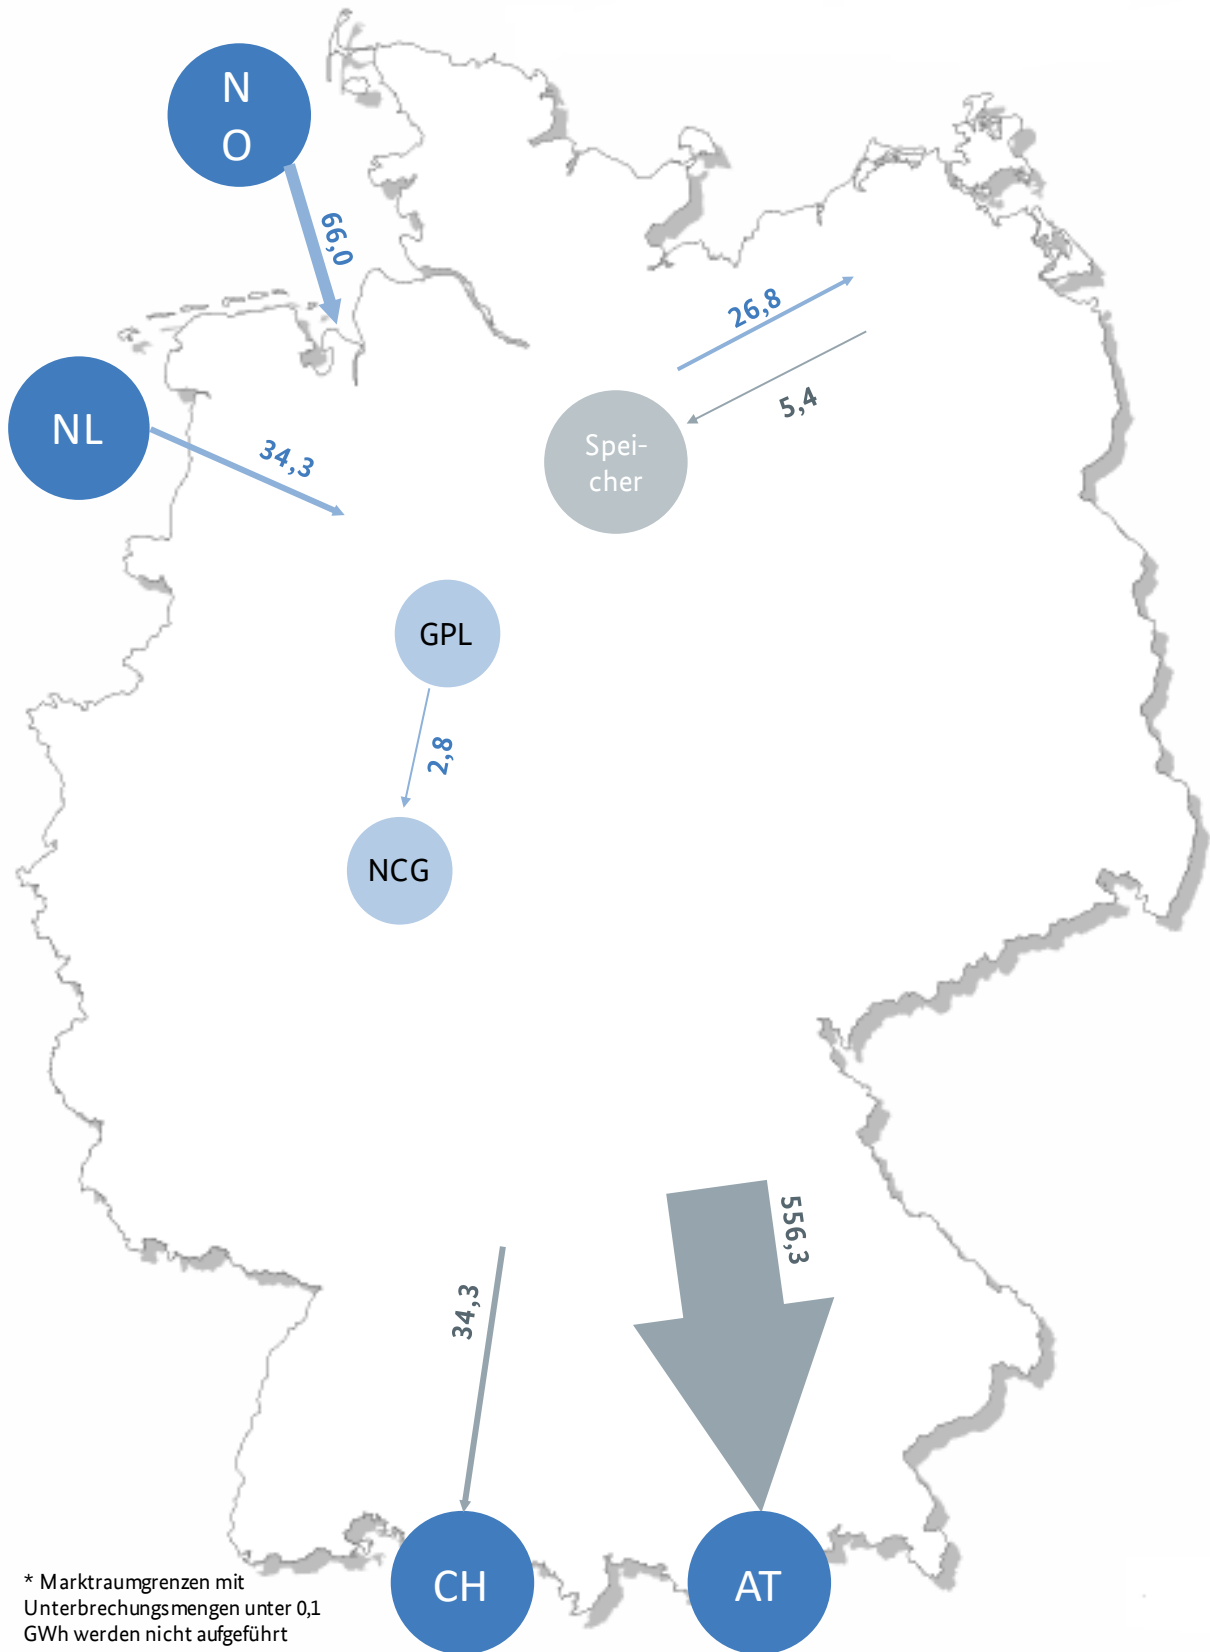 N
O
66,0
26,8
5,4
NL
34,3
Spei-
cher
GPL
2,8
NCG
556,3
34,3
CH
AT
* Marktraumgrenzen mit
Unterbrechungsmengen unter 0,1
GWh werden nicht aufgeführt